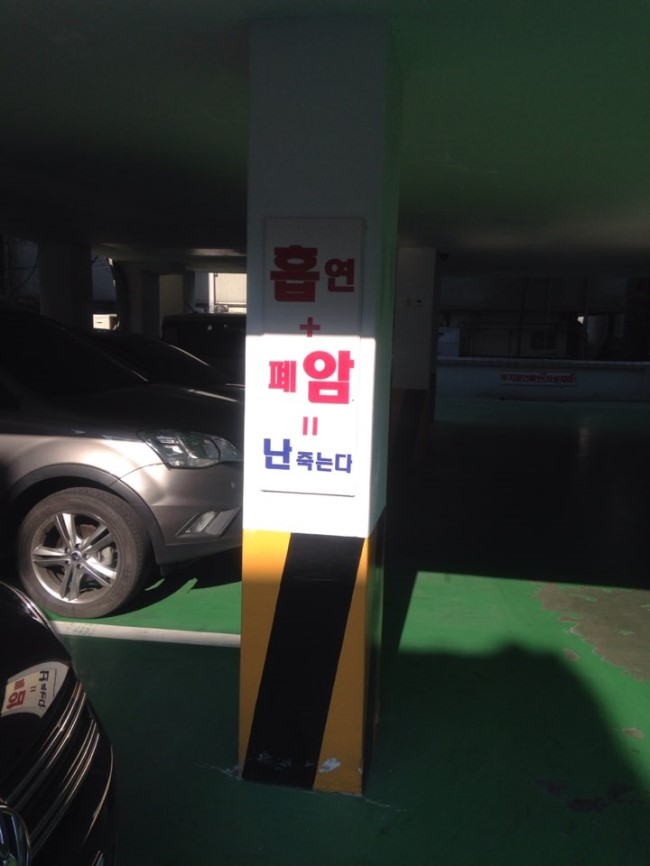 흡연
+
폐암
=
난죽는다